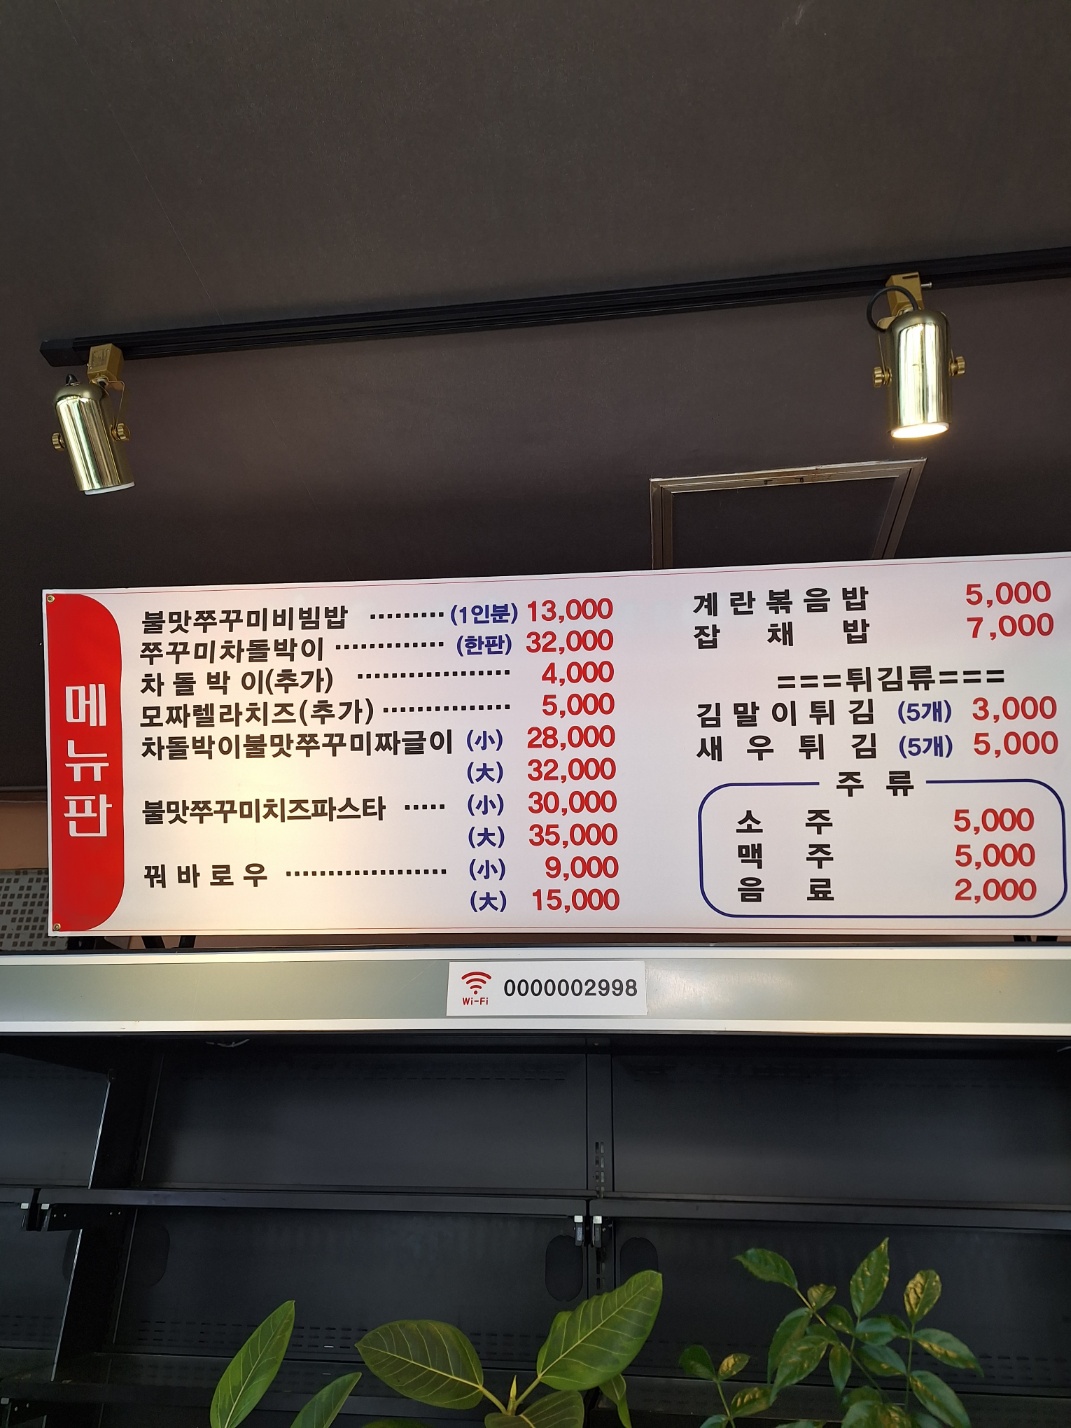 메뉴판
불맛쭈꾸미비빔밥 ········· (1인분) 13,000
쭈꾸미차돌박이 ············· (한판) 32,000
차 돌 박 이(추가) ·················· 4,000
모짜렐라치즈(추가) ··············· 5,000
차돌박이불맛쭈꾸미짜글이 (小) 28,000
(大) 32,000
불맛쭈꾸미치즈파스타 ····· (小) 30,000
(大) 35,000
꿔 바 로 우 ··················· (小) 9,000
(大) 15,000
계 란 볶 음 밥 5,000
잡 채 밥 7,000
===튀김류===
김 말 이 튀 김 (5개) 3,000
새 우 튀 김 (5개) 5,000
주 류
소 주 5,000
맥 주 5,000
음 료 2,000
Wi-Fi 0000002998